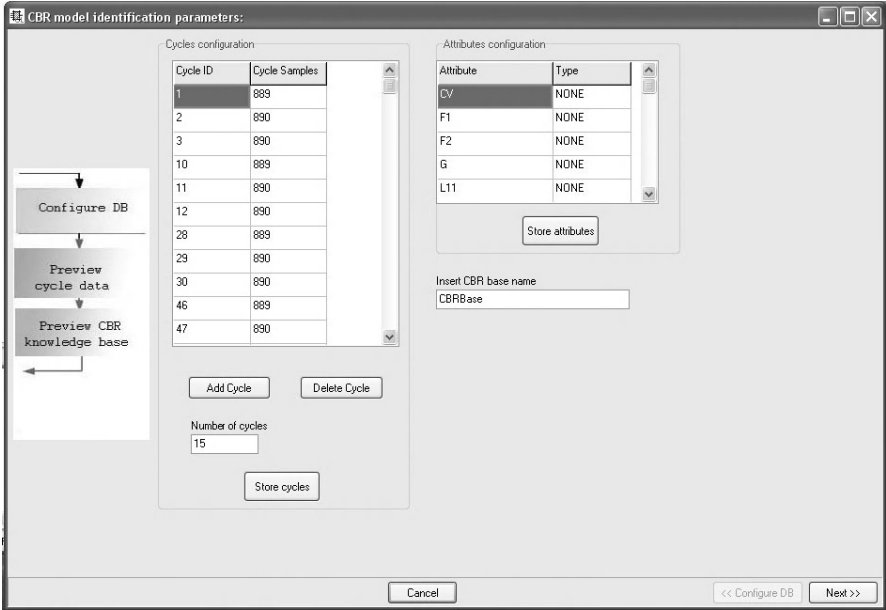 CBR model identification parameters:
Configure DB
Preview
cycle data
Preview CBR
knowledge base
Cycles configuration
Cycle ID Cycle Samples
1 889
2 890
3 890
10 889
11 890
12 890
28 889
29 890
30 890
46 889
47 890
Add Cycle Delete Cycle
Number of cycles
15
Store cycles
Attributes configuration
Attribute Type
CV NONE
F1 NONE
F2 NONE
G NONE
L11 NONE
Store attributes
Insert CBR base name
CBRBase
Cancel << Configure DB Next >>